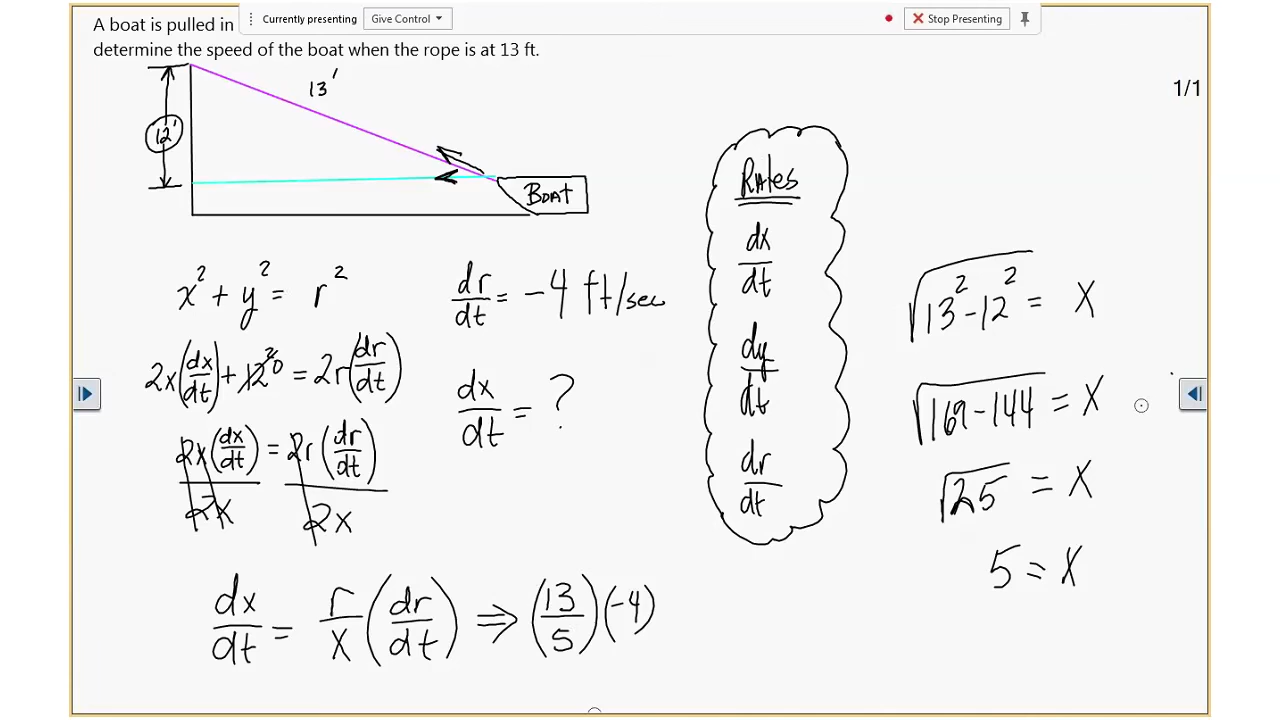 A boat is pulled in
Currently presenting
Give Control
Stop Presenting
determine the speed of the boat when the rope is at 13 ft.
1/1
13'
12'
BOAT
Rates
dx/dt
dy/dt
dr/dt
x² + y² = r²
2x(dx/dt) + 12²⁰ = 2r(dr/dt)
2x(dx/dt) = 2r(dr/dt)
2x 2x
dr/dt = -4 ft/sec
dx/dt = ?
dx/dt = r/x (dr/dt) ⇒ (13/5)(-4)
√13² - 12² = X
√169 - 144 = X
√25 = X
5 = X